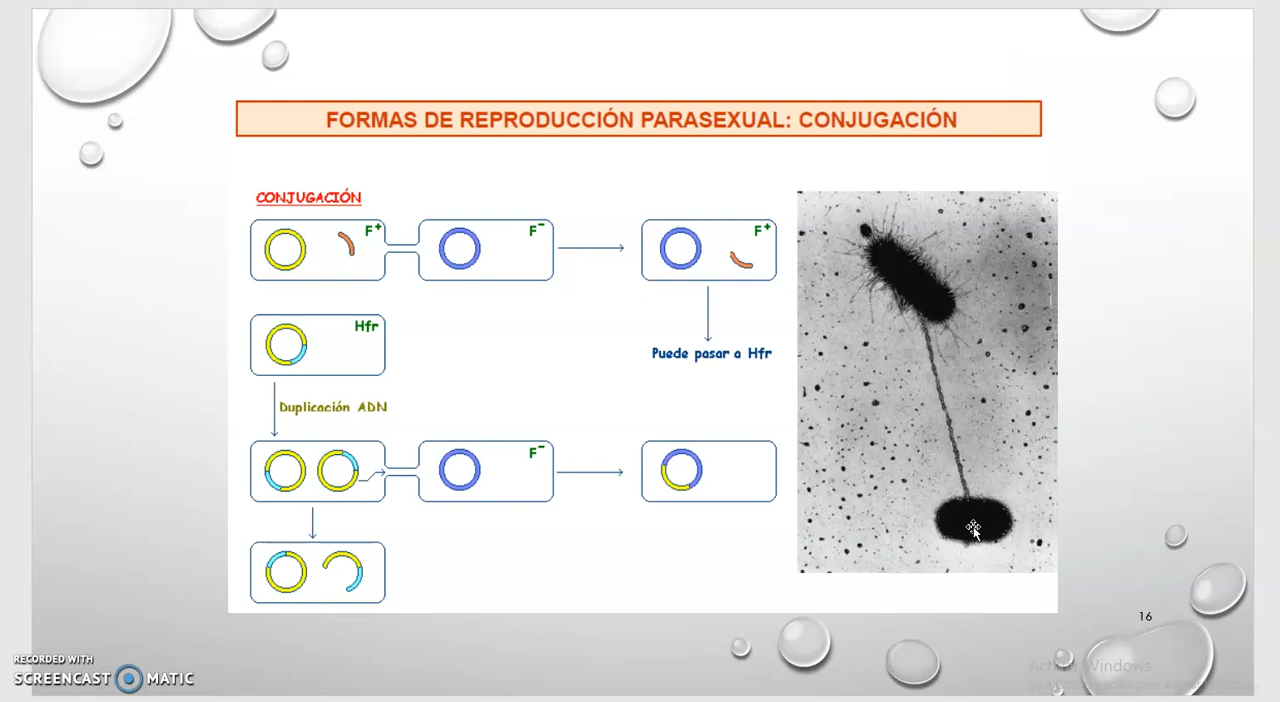 FORMAS DE REPRODUCCIÓN PARASEXUAL: CONJUGACIÓN
CONJUGACIÓN
F+
F-
F+
Hfr
Puede pasar a Hfr
Duplicación ADN
F-
16
RECORDED WITH
SCREENCAST MATIC
Windows